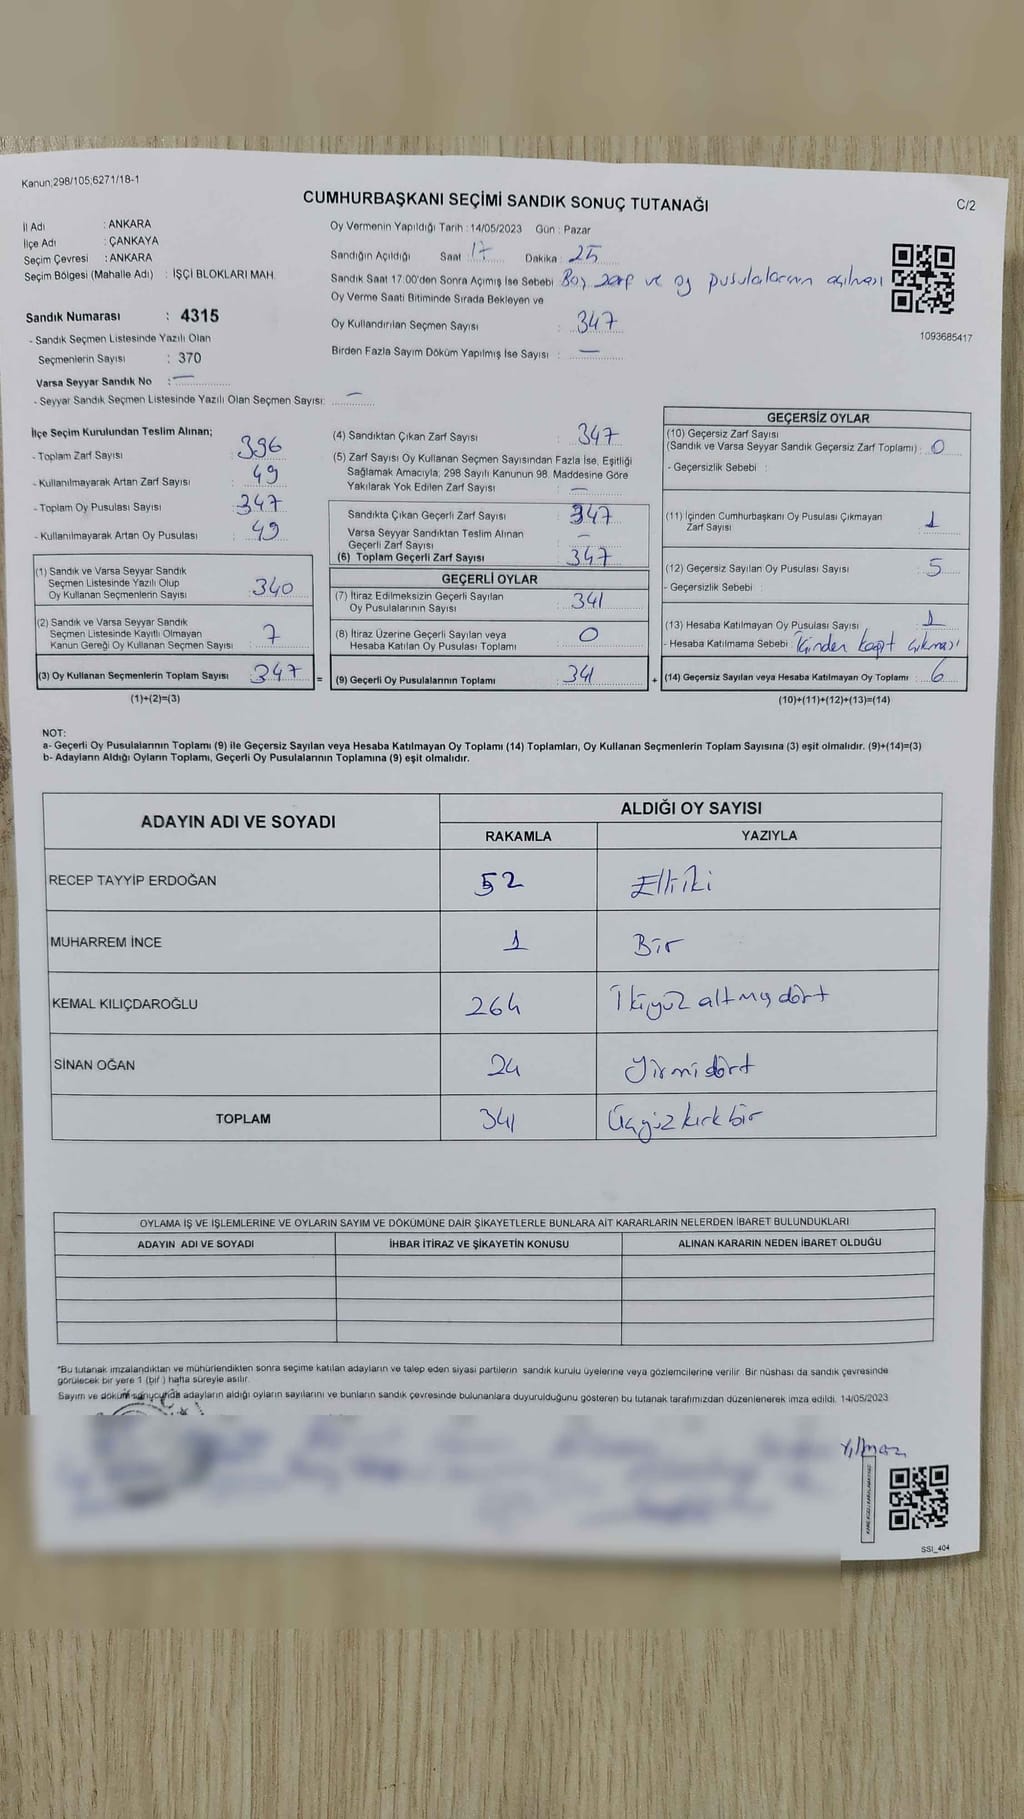 Kanun;298/105;6271/18-1
CUMHURBAŞKANI SEÇİMİ SANDIK SONUÇ TUTANAĞI
C/2
İl Adı : ANKARA
İlçe Adı : ÇANKAYA
Seçim Çevresi : ANKARA
Seçim Bölgesi (Mahalle Adı) : İŞÇİ BLOKLARI MAH.
Sandık Numarası : 4315
- Sandık Seçmen Listesinde Yazılı Olan
Seçmenlerin Sayısı : 370
Varsa Seyyar Sandık No : —
- Seyyar Sandık Seçmen Listesinde Yazılı Olan Seçmen Sayısı: —
Oy Vermenin Yapıldığı Tarih : 14/05/2023 Gün : Pazar
Sandığın Açıldığı Saat : 17 Dakika : 25
Sandık Saat 17:00'den Sonra Açımış İse Sebebi : Boş zarf ve oy pusulalarının açılması
Oy Verme Saati Bitiminde Sırada Bekleyen ve
Oy Kullandırılan Seçmen Sayısı : 347
Birden Fazla Sayım Döküm Yapılmış İse Sayısı : —
1093685417
İlçe Seçim Kurulundan Teslim Alınan;
- Toplam Zarf Sayısı : 396
- Kullanılmayarak Artan Zarf Sayısı : 49
- Toplam Oy Pusulası Sayısı : 347
- Kullanılmayarak Artan Oy Pusulası : 49
(1) Sandık ve Varsa Seyyar Sandık
Seçmen Listesinde Yazılı Olup
Oy Kullanan Seçmenlerin Sayısı : 340
(2) Sandık ve Varsa Seyyar Sandık
Seçmen Listesinde Kayıtlı Olmayan
Kanun Gereği Oy Kullanan Seçmen Sayısı : 7
(3) Oy Kullanan Seçmenlerin Toplam Sayısı : 347 =
(1)+(2)=(3)
(4) Sandıktan Çıkan Zarf Sayısı : 347
(5) Zarf Sayısı Oy Kullanan Seçmen Sayısından Fazla İse, Eşitliği
Sağlamak Amacıyla, 298 Sayılı Kanunun 98. Maddesine Göre
Yakılarak Yok Edilen Zarf Sayısı : —
Sandıkta Çıkan Geçerli Zarf Sayısı : 347
Varsa Seyyar Sandıktan Teslim Alınan
Geçerli Zarf Sayısı : —
(6) Toplam Geçerli Zarf Sayısı : 347
GEÇERLİ OYLAR
(7) İtiraz Edilmeksizin Geçerli Sayılan
Oy Pusulalarının Sayısı : 341
(8) İtiraz Üzerine Geçerli Sayılan veya
Hesaba Katılan Oy Pusulası Toplamı : 0
(9) Geçerli Oy Pusulalarının Toplamı : 341 +
GEÇERSİZ OYLAR
(10) Geçersiz Zarf Sayısı
(Sandık ve Varsa Seyyar Sandık Geçersiz Zarf Toplamı) : 0
- Geçersizlik Sebebi :
(11) İçinden Cumhurbaşkanı Oy Pusulası Çıkmayan
Zarf Sayısı : 1
(12) Geçersiz Sayılan Oy Pusulası Sayısı : 5
- Geçersizlik Sebebi :
(13) Hesaba Katılmayan Oy Pusulası Sayısı : 1
- Hesaba Katılmama Sebebi : İçinden kağıt çıkması
(14) Geçersiz Sayılan veya Hesaba Katılmayan Oy Toplamı : 6
(10)+(11)+(12)+(13)=(14)
NOT:
a- Geçerli Oy Pusulalarının Toplamı (9) ile Geçersiz Sayılan veya Hesaba Katılmayan Oy Toplamı (14) Toplamları, Oy Kullanan Seçmenlerin Toplam Sayısına (3) eşit olmalıdır. (9)+(14)=(3)
b- Adayların Aldığı Oyların Toplamı, Geçerli Oy Pusulalarının Toplamına (9) eşit olmalıdır.
ADAYIN ADI VE SOYADI
ALDIĞI OY SAYISI
RAKAMLA YAZIYLA
RECEP TAYYİP ERDOĞAN 52 Elliiki
MUHARREM İNCE 1 Bir
KEMAL KILIÇDAROĞLU 264 İkiyüz altmışdört
SİNAN OĞAN 24 Yirmidört
TOPLAM 341 Üçyüzkırkbir
OYLAMA İŞ VE İŞLEMLERİNE VE OYLARIN SAYIM VE DÖKÜMÜNE DAİR ŞİKAYETLERLE BUNLARA AİT KARARLARIN NELERDEN İBARET BULUNDUKLARI
ADAYIN ADI VE SOYADI İHBAR İTİRAZ VE ŞİKAYETİN KONUSU ALINAN KARARIN NEDEN İBARET OLDUĞU
*Bu tutanak imzalandıktan ve mühürlendikten sonra seçime katılan adayların ve talep eden siyasi partilerin sandık kurulu üyelerine veya gözlemcilerine verilir. Bir nüshası da sandık çevresinde
görülecek bir yere 1 (bir) hafta süreyle asılır.
Sayım ve döküm sonucunda adayların aldığı oyların sayılarını ve bunların sandık çevresinde bulunanlara duyurulduğunu gösteren bu tutanak tarafımızdan düzenlenerek imza edildi. 14/05/2023
Yılmaz
SSI_404